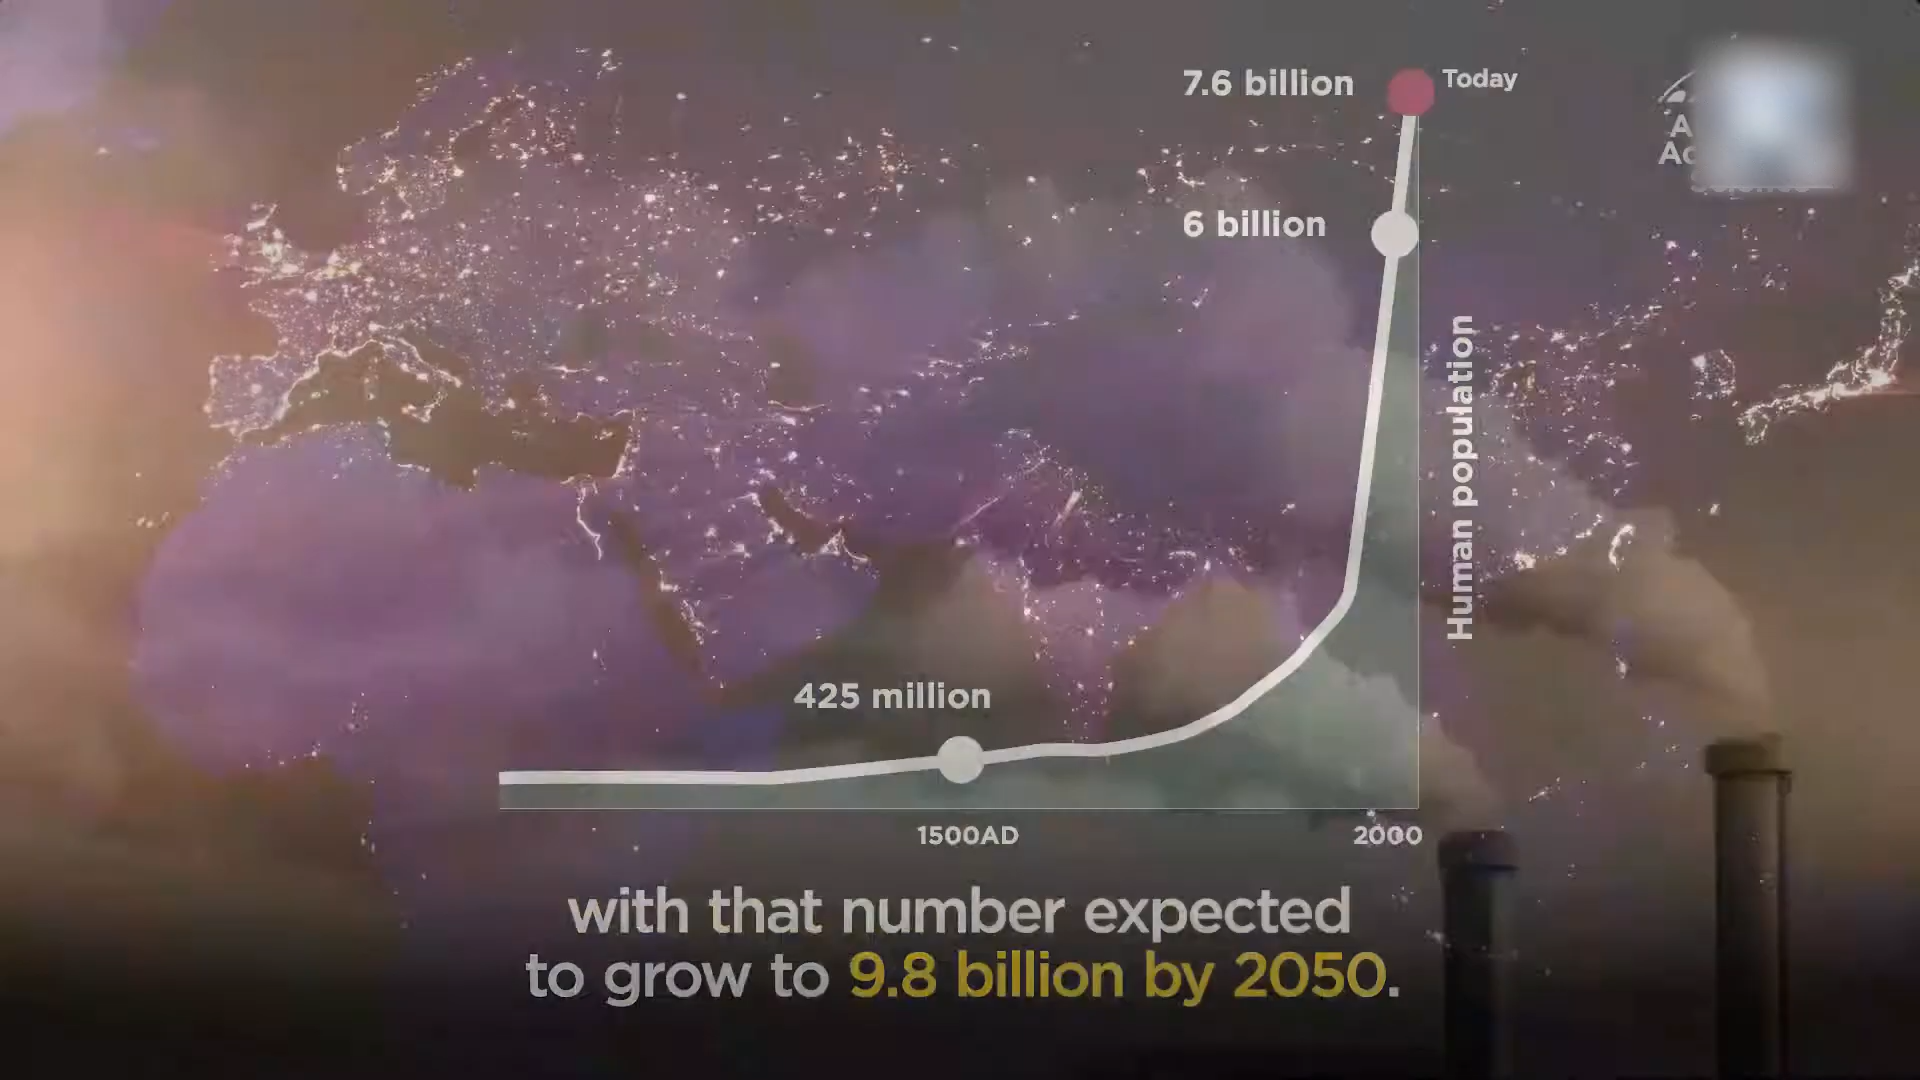 7.6 billion
Today
6 billion
Human population
425 million
1500AD
2000
with that number expected
to grow to 9.8 billion by 2050.